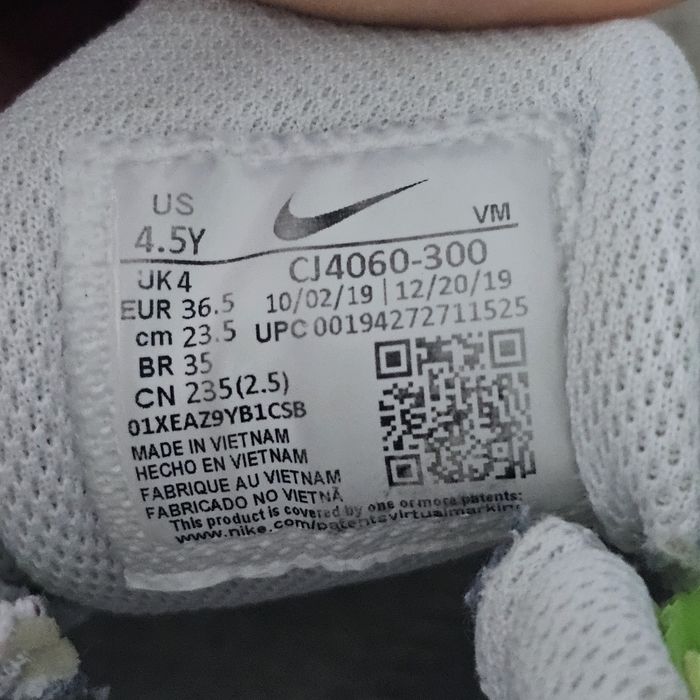 US
4.5Y
VM
UK 4
CJ4060-300
EUR 36.5
10/02/19 | 12/20/19
cm 23.5
UPC 00194272711525
BR 35
CN 235(2.5)
01XEAZ9YB1CSB
MADE IN VIETNAM
HECHO EN VIETNAM
FABRIQUE AU VIETNAM
FABRICADO NO VIETNÃ
This product is covered by one or more patents:
www.nike.com/patentsvirtualmarking